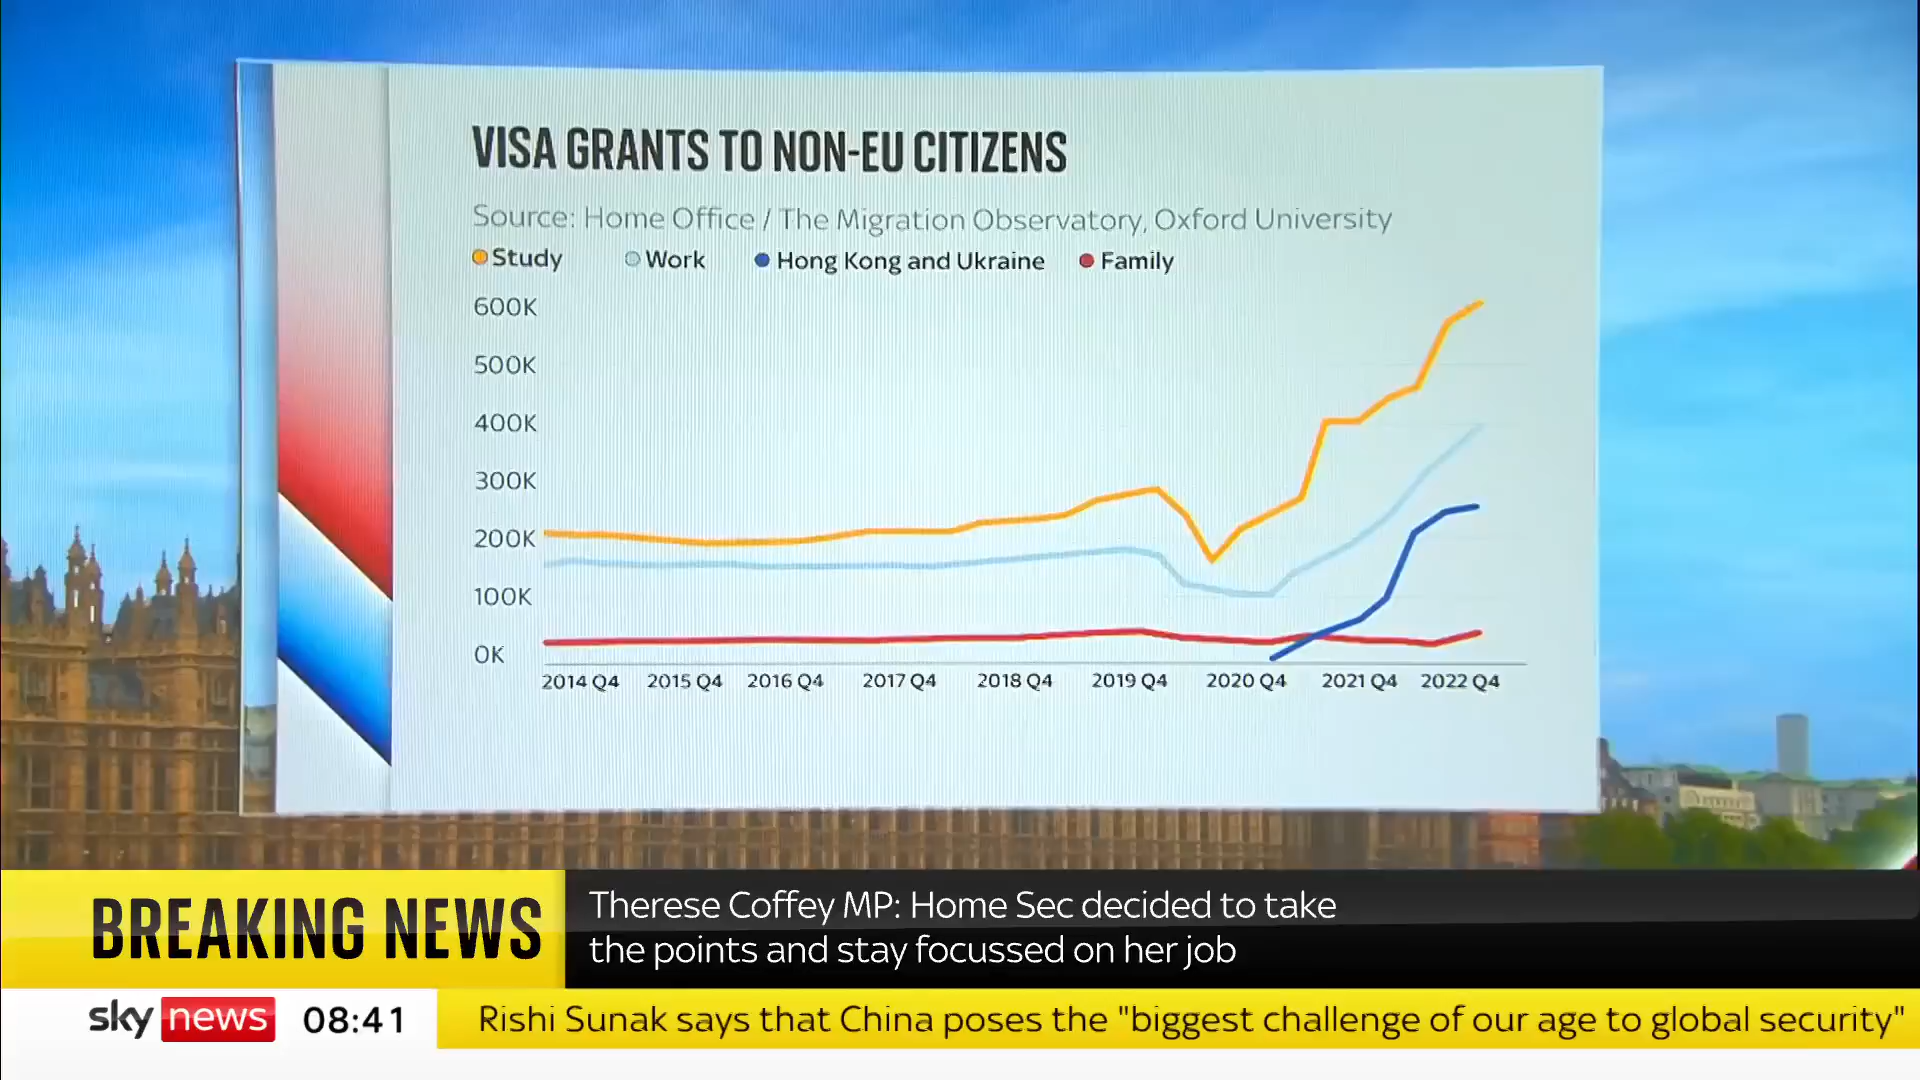 VISA GRANTS TO NON-EU CITIZENS
Source: Home Office / The Migration Observatory, Oxford University
Study Work Hong Kong and Ukraine Family
600K
500K
400K
300K
200K
100K
0K
2014 Q4 2015 Q4 2016 Q4 2017 Q4 2018 Q4 2019 Q4 2020 Q4 2021 Q4 2022 Q4
BREAKING NEWS
Therese Coffey MP: Home Sec decided to take
the points and stay focussed on her job
sky news 08:41
Rishi Sunak says that China poses the "biggest challenge of our age to global security"